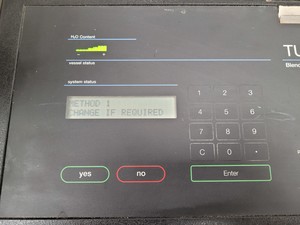 H₂O Content
vessel status
TU
Blend
system status
METHOD 1
CHANGE IF REQUIRED
1 2 3
4 5 6
7 8 9
C 0 •
yes
no
Enter